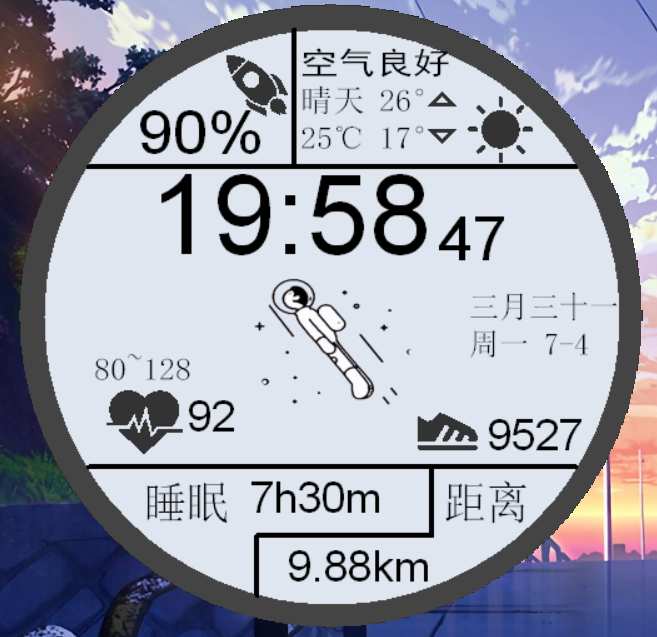 空气良好
晴天 26°
90%
25℃ 17°
19:58 47
三月三十一
周一 7-4
80~128
92
9527
睡眠 7h30m
距离
9.88km